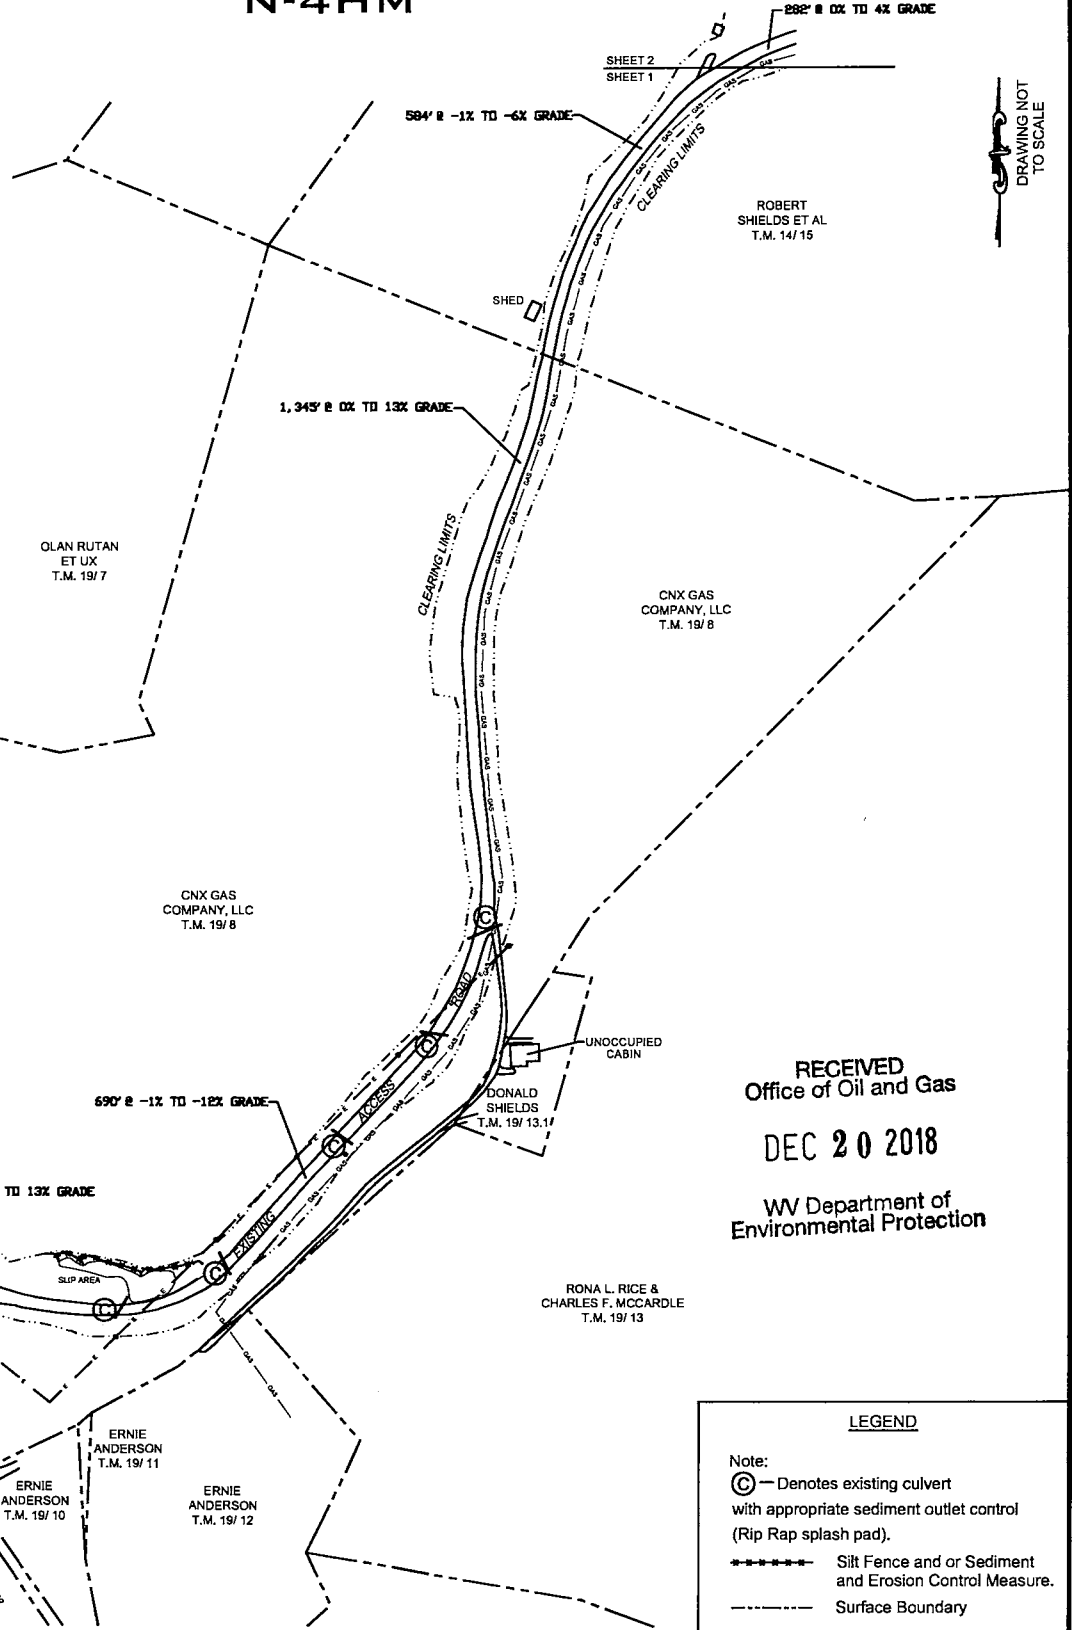 N-4HM
282' @ 0% TO 4% GRADE
SHEET 2
SHEET 1
584' @ -1% TO -6% GRADE
CLEARING LIMITS
DRAWING NOT
TO SCALE
ROBERT
SHIELDS ET AL
T.M. 14/15
SHED
1,345' @ 0% TO 13% GRADE
CLEARING LIMITS
OLAN RUTAN
ET UX
T.M. 19/7
CNX GAS
COMPANY, LLC
T.M. 19/8
CNX GAS
COMPANY, LLC
T.M. 19/8
C
ROAD
C
UNOCCUPIED
CABIN
DONALD
SHIELDS
T.M. 19/13.1
690' @ -1% TO -12% GRADE
ACCESS
C
RECEIVED
Office of Oil and Gas
DEC 20 2018
WV Department of
Environmental Protection
TO 13% GRADE
EXISTING
C
SLIP AREA
C
GAS
RONA L. RICE &
CHARLES F. MCCARDLE
T.M. 19/13
ERNIE
ANDERSON
T.M. 19/11
ERNIE
ANDERSON
T.M. 19/10
ERNIE
ANDERSON
T.M. 19/12
LEGEND
Note:
C — Denotes existing culvert
with appropriate sediment outlet control
(Rip Rap splash pad).
Silt Fence and or Sediment
and Erosion Control Measure.
Surface Boundary